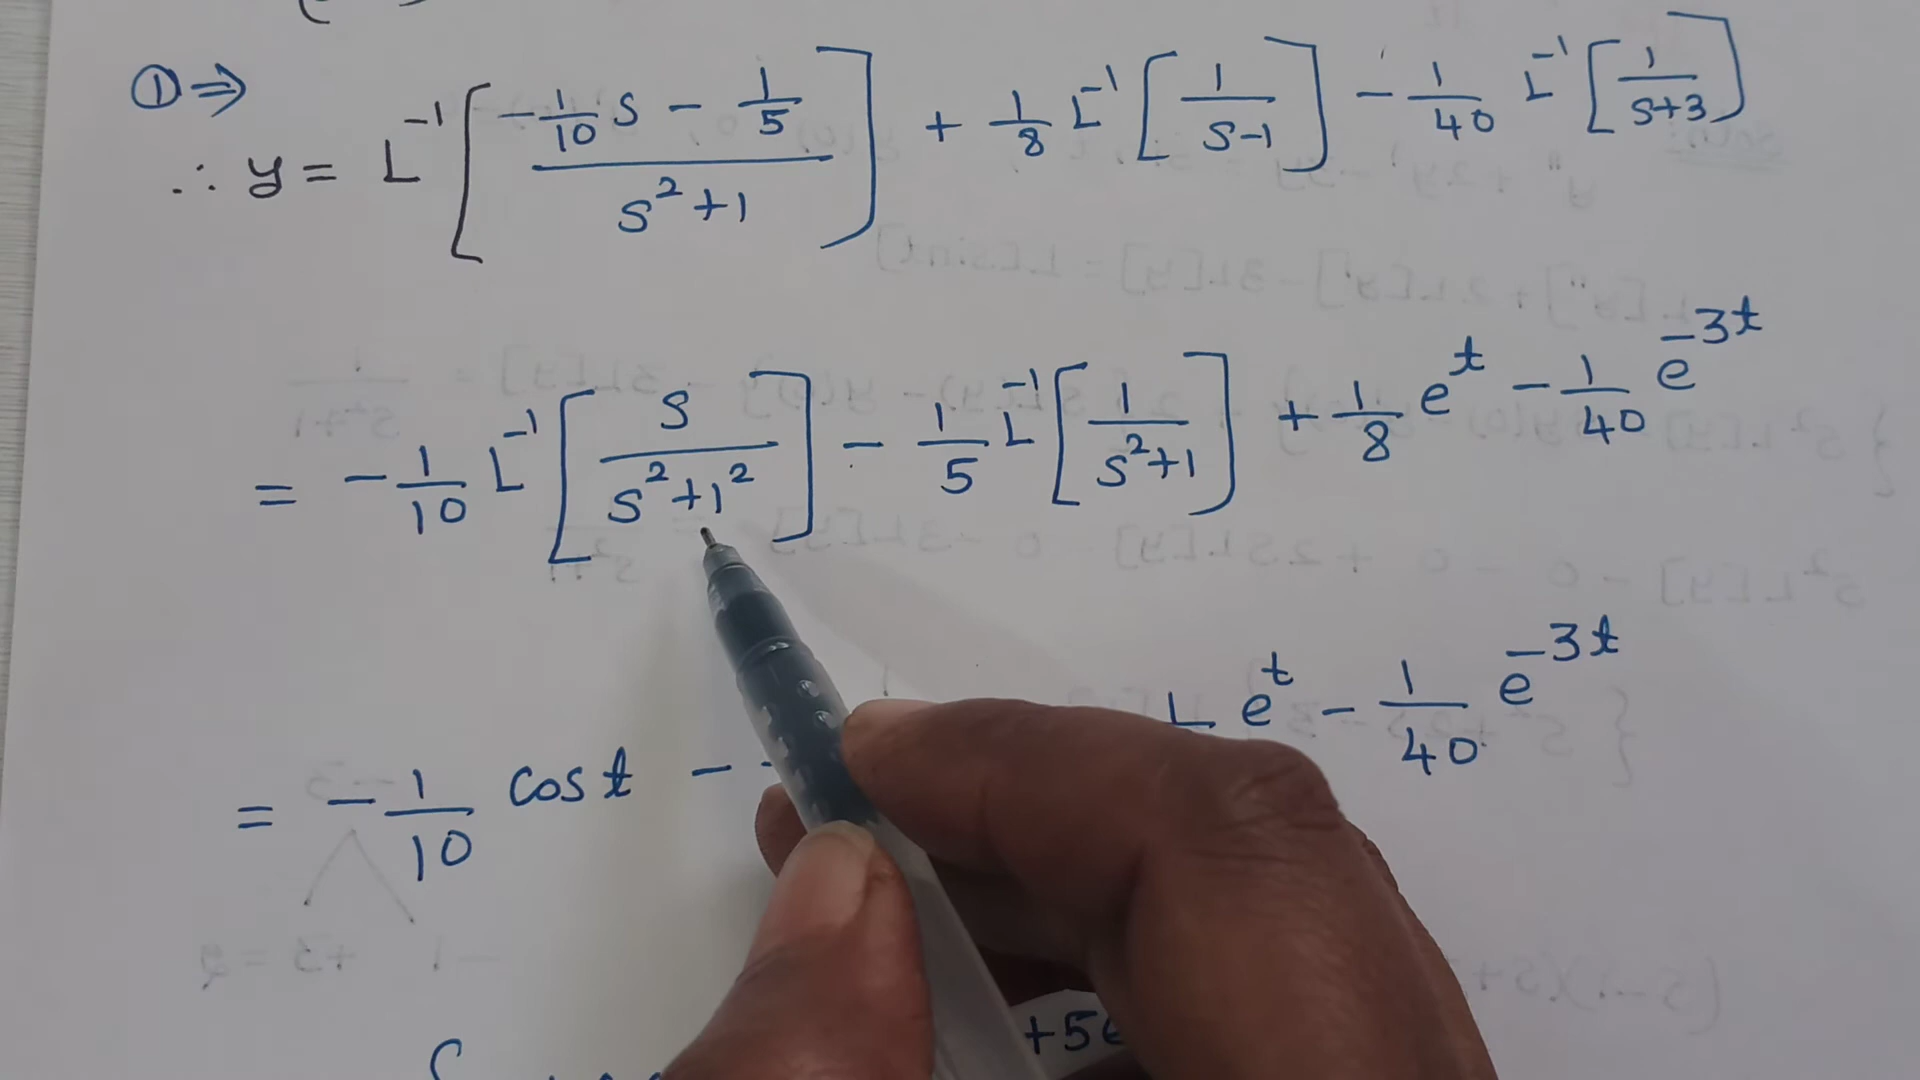 ① ⇒
∴ y = L⁻¹[(-1/10 s - 1/5)/(s²+1)] + 1/8 L⁻¹[1/(s-1)] - 1/40 L⁻¹[1/(s+3)]
= -1/10 L⁻¹[s/(s²+1²)] - 1/5 L⁻¹[1/(s²+1)] + 1/8 e^t - 1/40 e^-3t
= -1/10 cos t - e^t - 1/40 e^-3t
+5e